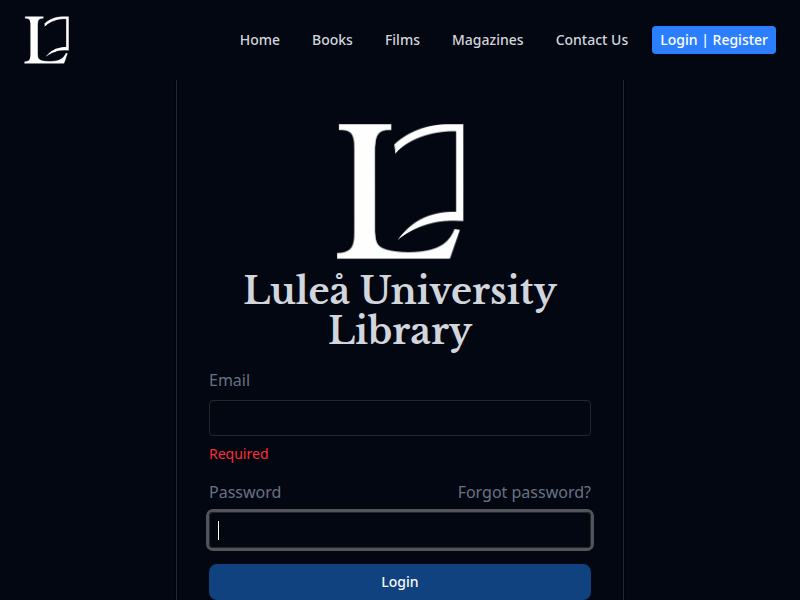 Home Books Films Magazines Contact Us Login | Register
Luleå University
Library
Email
Required
Password Forgot password?
Login